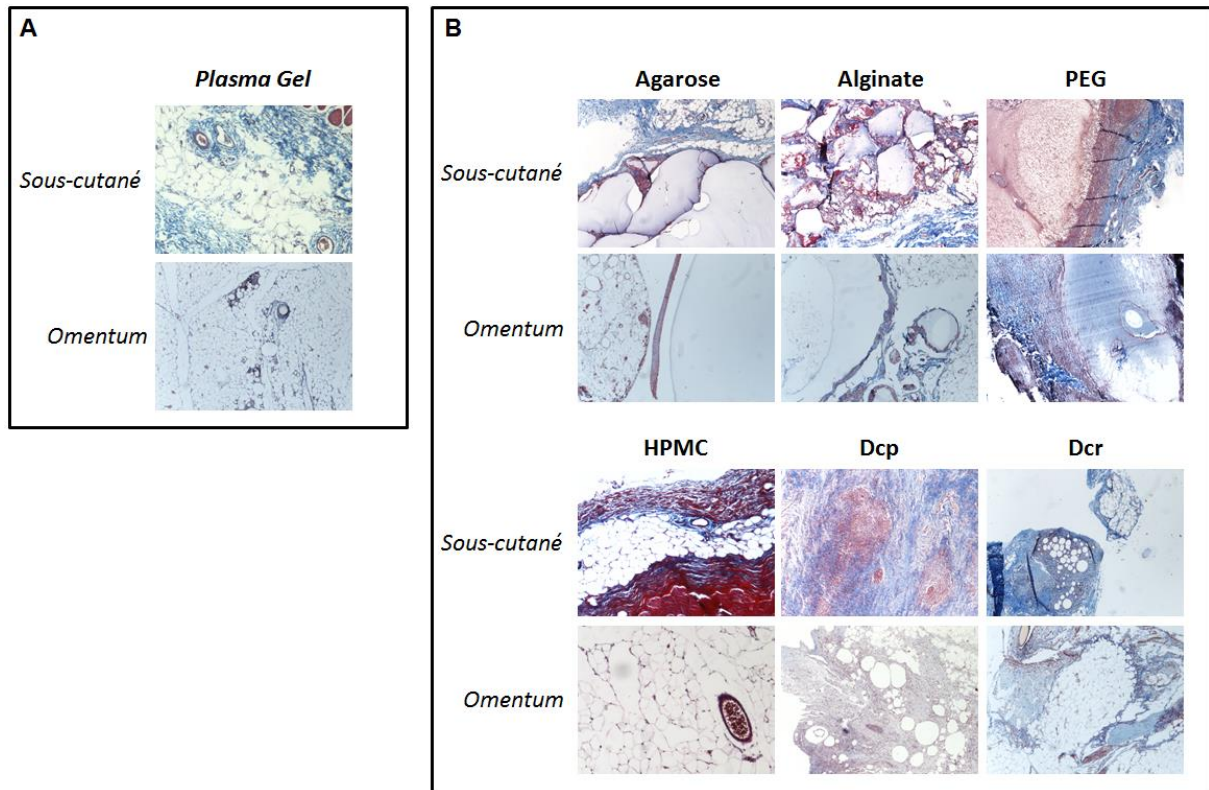 A
Plasma Gel
Sous-cutané
Omentum
B
Agarose Alginate PEG
Sous-cutané
Omentum
HPMC Dcp Dcr
Sous-cutané
Omentum